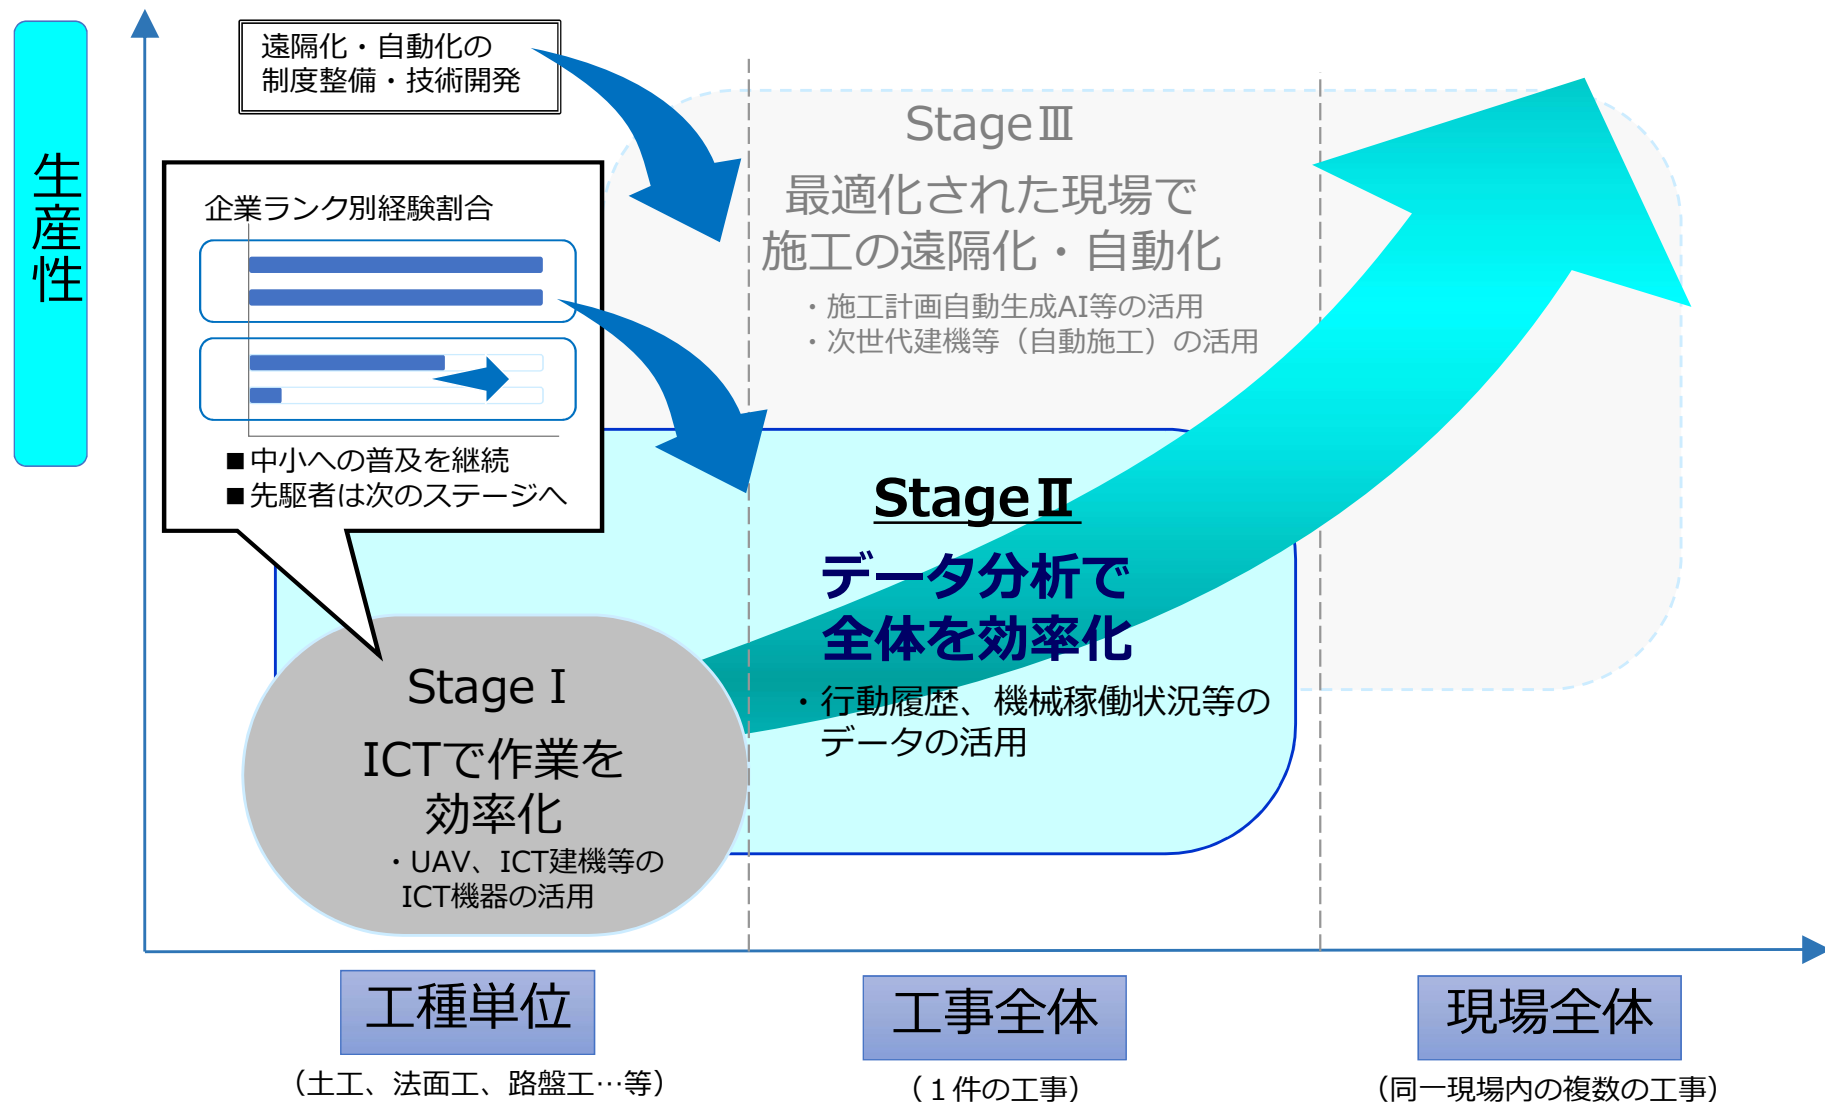 生産性
遠隔化・自動化の
制度整備・技術開発
企業ランク別経験割合
■中小への普及を継続
■先駆者は次のステージへ
StageⅢ
最適化された現場で
施工の遠隔化・自動化
・施工計画自動生成AI等の活用
・次世代建機等（自動施工）の活用
StageⅡ
データ分析で
全体を効率化
・行動履歴、機械稼働状況等の
データの活用
StageⅠ
ICTで作業を
効率化
・UAV、ICT建機等の
ICT機器の活用
工種単位
（土工、法面工、路盤工…等）
工事全体
（１件の工事）
現場全体
（同一現場内の複数の工事）